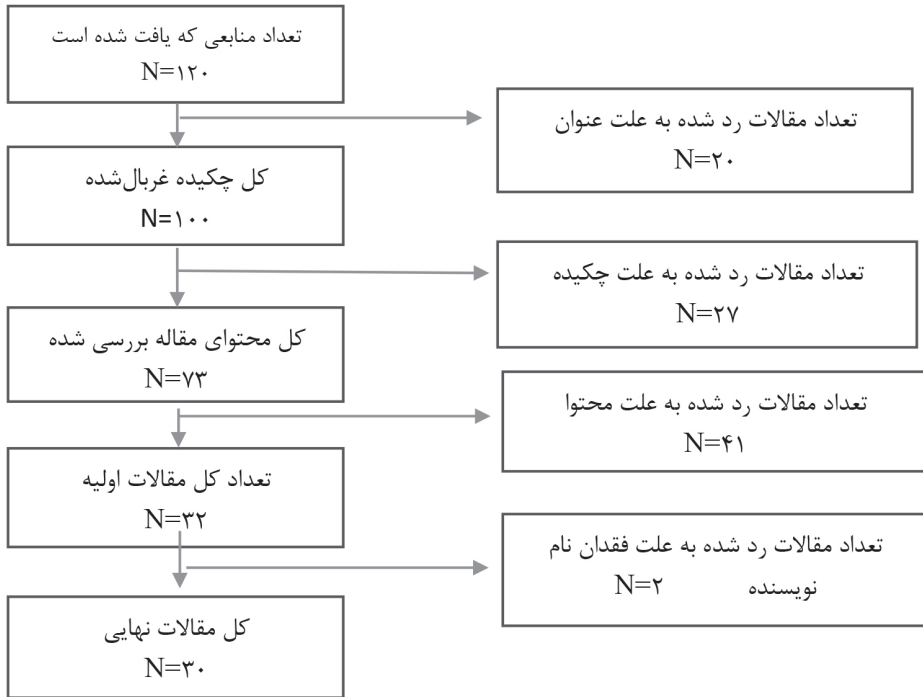 تعداد منابعی که یافت شده است
N=۱۲۰
تعداد مقالات رد شده به علت عنوان
N=۲۰
کل چکیده غربال‌شده
N=۱۰۰
تعداد مقالات رد شده به علت چکیده
N=۲۷
کل محتوای مقاله بررسی شده
N=۷۳
تعداد مقالات رد شده به علت محتوا
N=۴۱
تعداد کل مقالات اولیه
N=۳۲
تعداد مقالات رد شده به علت فقدان نام
نویسنده N=۲
کل مقالات نهایی
N=۳۰